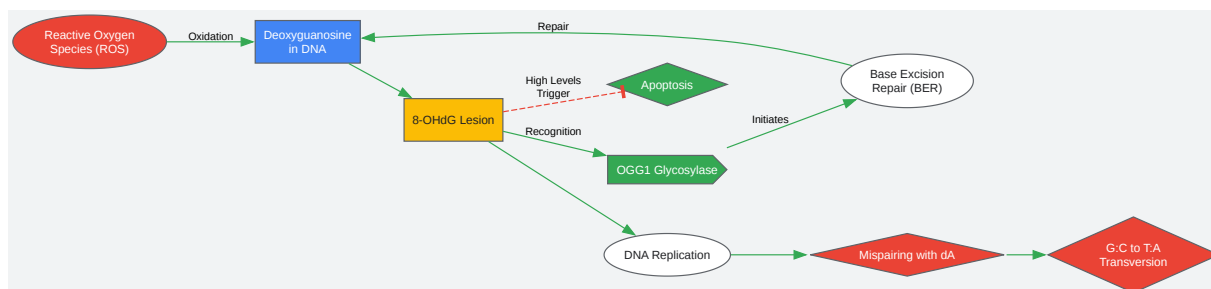 Reactive Oxygen
Species (ROS)
Oxidation
Deoxyguanosine
in DNA
Repair
Base Excision
Repair (BER)
High Levels
Trigger
Apoptosis
8-OHdG Lesion
Recognition
Initiates
OGG1 Glycosylase
DNA Replication
Mispairing with dA
G:C to T:A
Transversion